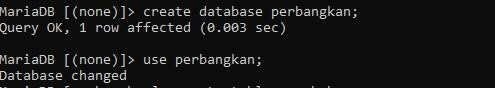 MariaDB [(none)]> create database perbangkan;
Query OK, 1 row affected (0.003 sec)
MariaDB [(none)]> use perbangkan;
Database changed